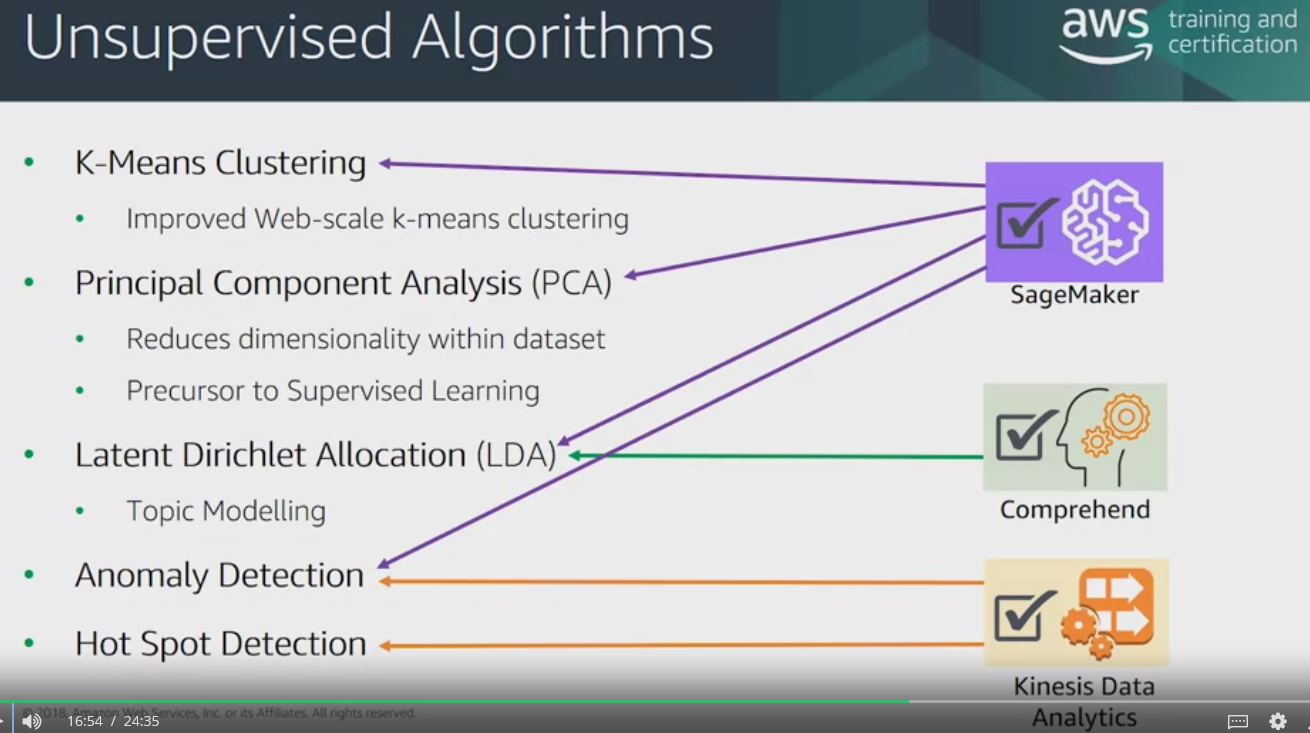 Unsupervised Algorithms
aws training and certification
• K-Means Clustering
• Improved Web-scale k-means clustering
• Principal Component Analysis (PCA)
• Reduces dimensionality within dataset
• Precursor to Supervised Learning
• Latent Dirichlet Allocation (LDA)
• Topic Modelling
• Anomaly Detection
• Hot Spot Detection
SageMaker
Comprehend
Kinesis Data
Analytics
© 2018, Amazon Web Services, Inc. or its Affiliates. All rights reserved.
16:54 / 24:35